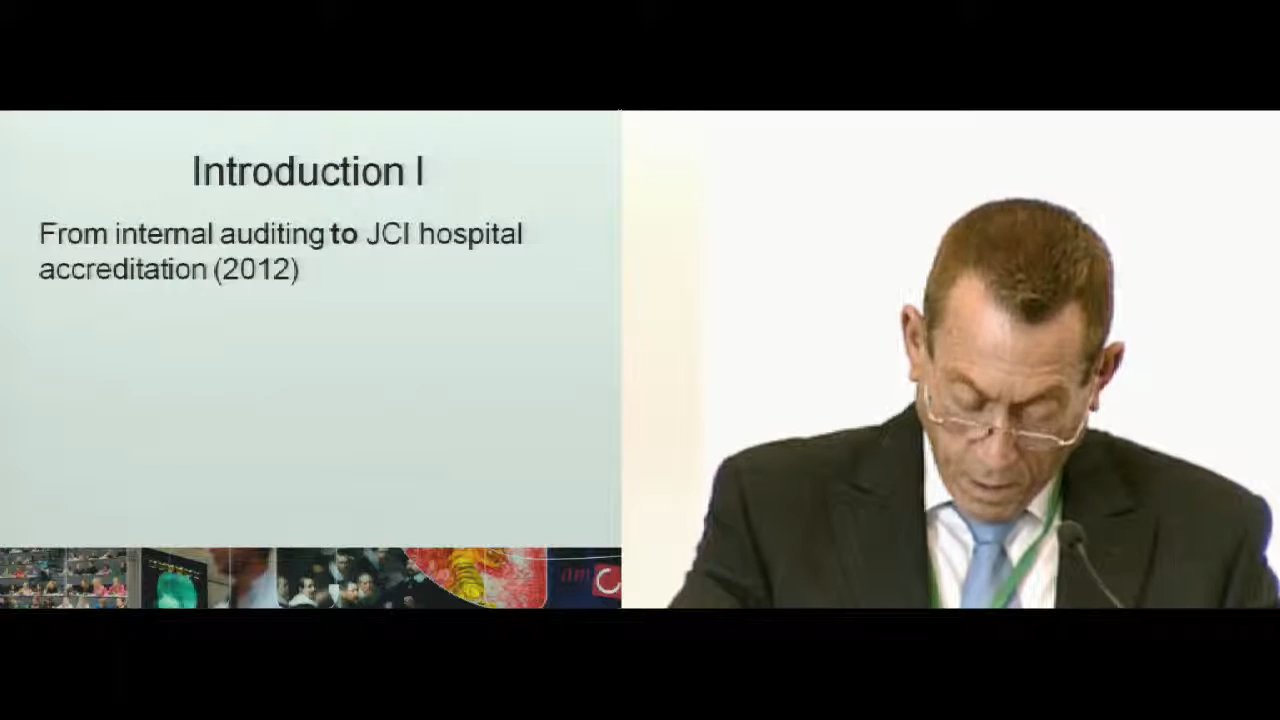 Introduction I
From internal auditing to JCI hospital
accreditation (2012)